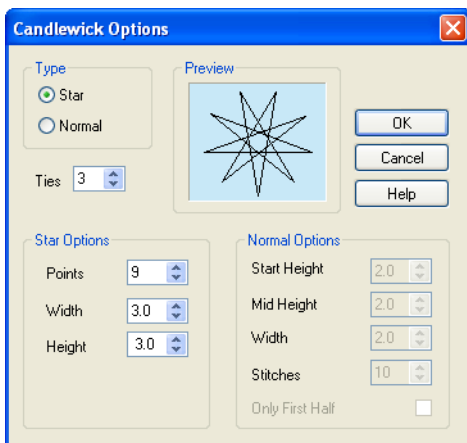 Candlewick Options
Type
Star
Normal
Ties 3
Preview
OK
Cancel
Help
Star Options
Points 9
Width 3.0
Height 3.0
Normal Options
Start Height 2.0
Mid Height 2.0
Width 2.0
Stitches 10
Only First Half